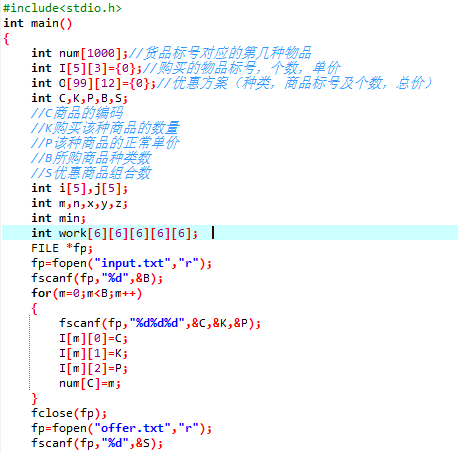 #include<stdio.h>
int main()
{
int num[1000];//货品标号对应的第几种物品
int I[5][3]={0};//购买的物品标号，个数，单价
int O[99][12]={0};//优惠方案（种类，商品标号及个数，总价）
int C,K,P,B,S;
//C商品的编码
//K购买该种商品的数量
//P该种商品的正常单价
//B所购商品种类数
//S优惠商品组合数
int i[5],j[5];
int m,n,x,y,z;
int min;
int work[6][6][6][6][6];
FILE *fp;
fp=fopen("input.txt","r");
fscanf(fp,"%d",&B);
for(m=0;m<B;m++)
{
fscanf(fp,"%d%d%d",&C,&K,&P);
I[m][0]=C;
I[m][1]=K;
I[m][2]=P;
num[C]=m;
}
fclose(fp);
fp=fopen("offer.txt","r");
fscanf(fp,"%d",&S);